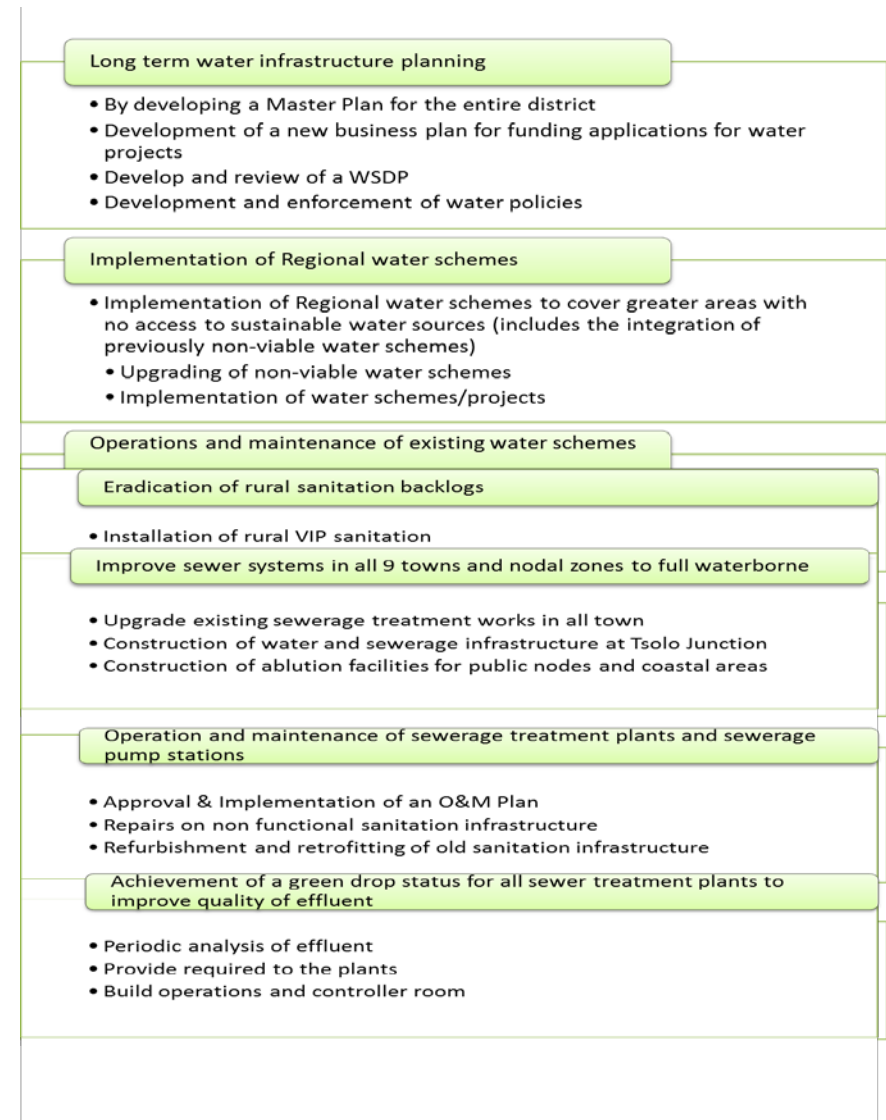 Long term water infrastructure planning
• By developing a Master Plan for the entire district
• Development of a new business plan for funding applications for water
projects
• Develop and review of a WSDP
• Development and enforcement of water policies
Implementation of Regional water schemes
• Implementation of Regional water schemes to cover greater areas with
no access to sustainable water sources (includes the integration of
previously non-viable water schemes)
• Upgrading of non-viable water schemes
• Implementation of water schemes/projects
Operations and maintenance of existing water schemes
Eradication of rural sanitation backlogs
• Installation of rural VIP sanitation
Improve sewer systems in all 9 towns and nodal zones to full waterborne
• Upgrade existing sewerage treatment works in all town
• Construction of water and sewerage infrastructure at Tsolo Junction
• Construction of ablution facilities for public nodes and coastal areas
Operation and maintenance of sewerage treatment plants and sewerage
pump stations
• Approval & Implementation of an O&M Plan
• Repairs on non functional sanitation infrastructure
• Refurbishment and retrofitting of old sanitation infrastructure
Achievement of a green drop status for all sewer treatment plants to
improve quality of effluent
• Periodic analysis of effluent
• Provide required to the plants
• Build operations and controller room